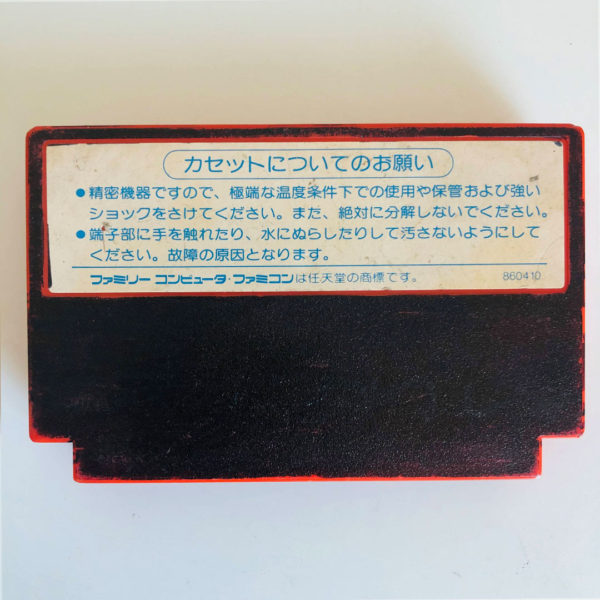 カセットについてのお願い
●精密機器ですので、極端な温度条件下での使用や保管および強い
ショックをさけてください。また、絶対に分解しないでください。
●端子部に手を触れたり、水にぬらしたりして汚さないようにして
ください。故障の原因となります。
ファミリー コンピュータ・ファミコンは任天堂の商標です。 860410